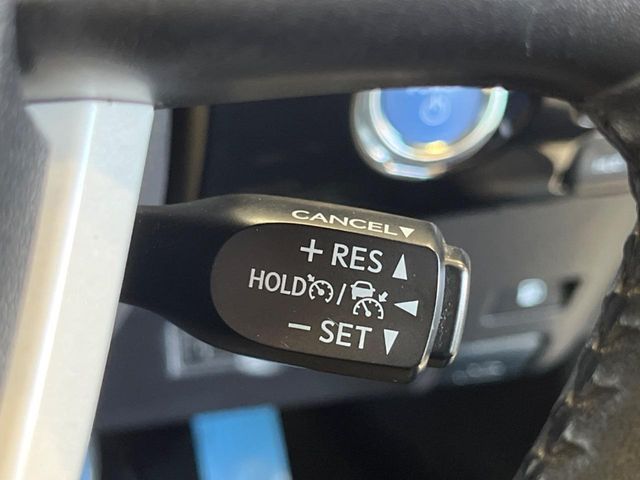 CANCEL▼
+ RES ▲
HOLD / ◀
− SET ▼